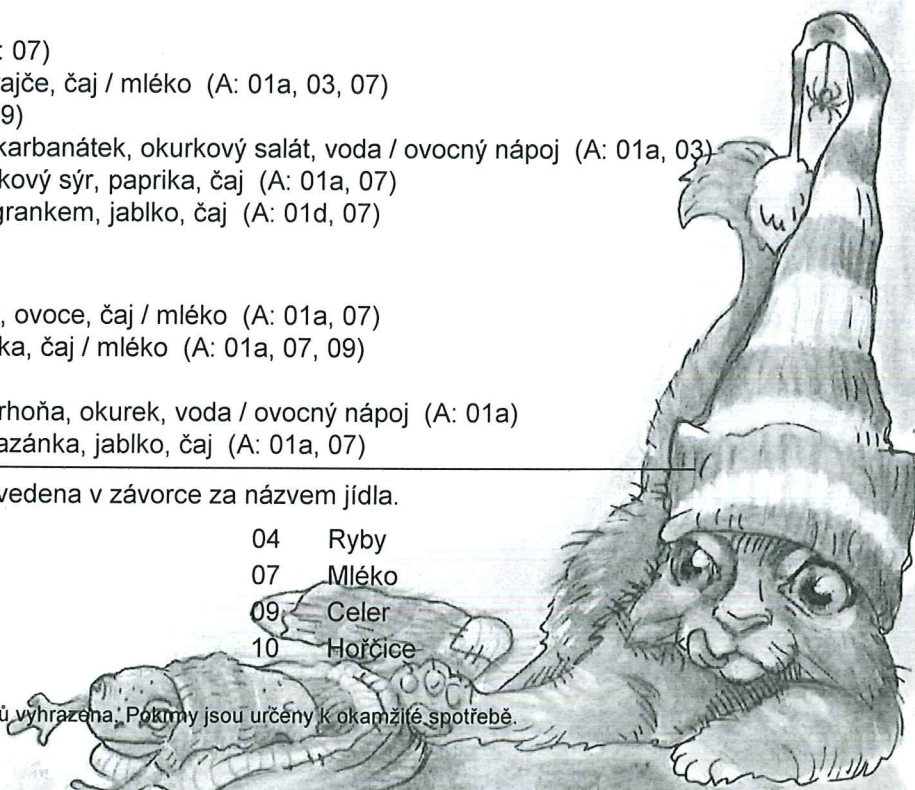 : 07)
rajče, čaj / mléko (A: 01a, 03, 07)
9)
karbanátek, okurkový salát, voda / ovocný nápoj (A: 01a, 03)
kový sýr, paprika, čaj (A: 01a, 07)
grankem, jablko, čaj (A: 01d, 07)
, ovoce, čaj / mléko (A: 01a, 07)
ka, čaj / mléko (A: 01a, 07, 09)
rhoňa, okurek, voda / ovocný nápoj (A: 01a)
azánka, jablko, čaj (A: 01a, 07)
vedena v závorce za názvem jídla.
04 Ryby
07 Mléko
09 Celer
10 Hořčice
ů vyhrazena. Pokrmy jsou určeny k okamžité spotřebě.